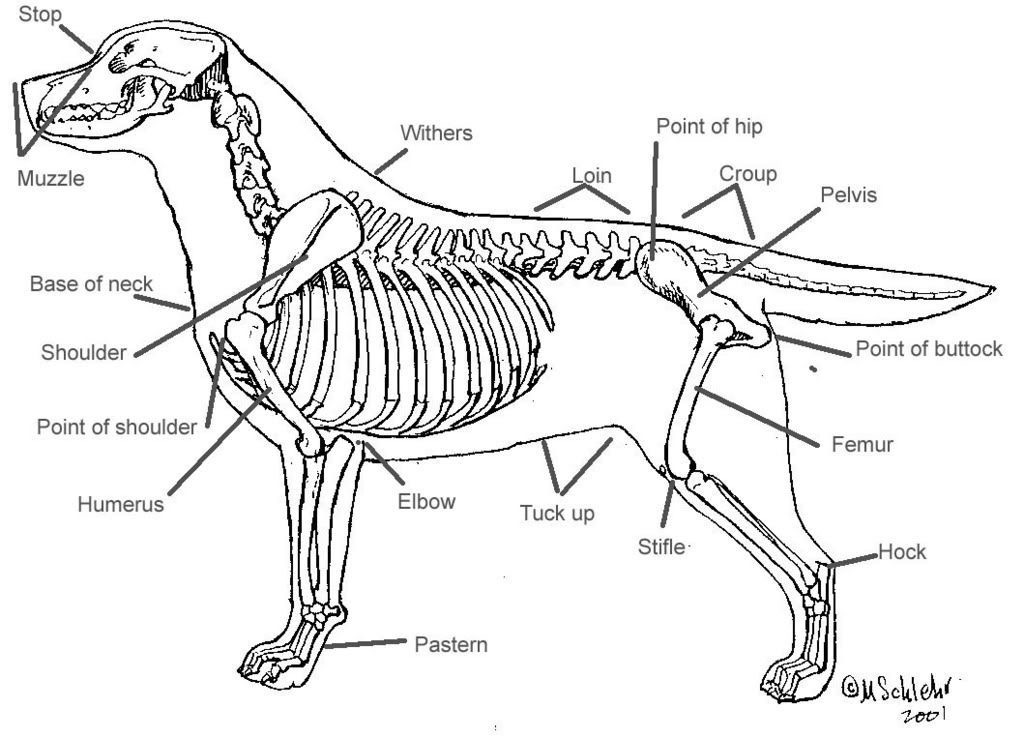 Stop
Muzzle
Withers
Point of hip
Loin
Croup
Pelvis
Base of neck
Shoulder
Point of buttock
Point of shoulder
Femur
Humerus
Elbow
Tuck up
Stifle
Hock
Pastern
©M Schlehr
2001